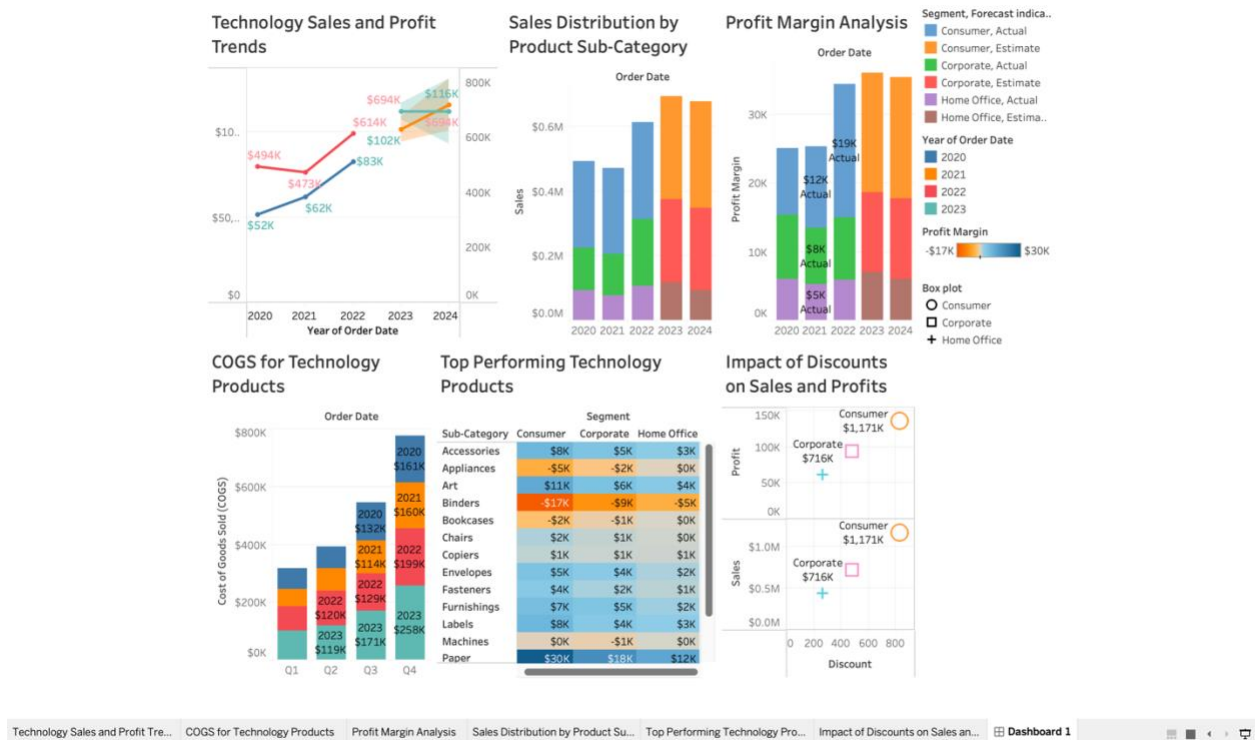 Technology Sales and Profit
Trends
$10..
$50,..
$0
800K
600K
400K
200K
0K
$494K
$473K
$614K
$694K
$116K
$694K
$102K
$83K
$62K
$52K
2020 2021 2022 2023 2024
Year of Order Date
Sales Distribution by
Product Sub-Category
Order Date
Sales
$0.6M
$0.4M
$0.2M
$0.0M
2020 2021 2022 2023 2024
Profit Margin Analysis
Order Date
Profit Margin
30K
20K
10K
0K
$19K
Actual
$12K
Actual
$8K
Actual
$5K
Actual
2020 2021 2022 2023 2024
Segment, Forecast indica..
Consumer, Actual
Consumer, Estimate
Corporate, Actual
Corporate, Estimate
Home Office, Actual
Home Office, Estima..
Year of Order Date
2020
2021
2022
2023
Profit Margin
-$17K $30K
Box plot
Consumer
Corporate
Home Office
COGS for Technology
Products
Order Date
Cost of Goods Sold (COGS)
$800K
$600K
$400K
$200K
$0K
2022
$120K
2023
$119K
2020
$132K
2021
$114K
2022
$129K
2023
$171K
2020
$161K
2021
$160K
2022
$199K
2023
$258K
Q1 Q2 Q3 Q4
Top Performing Technology
Products
Segment
Sub-Category Consumer Corporate Home Office
Accessories $8K $5K $3K
Appliances -$5K -$2K $0K
Art $11K $6K $4K
Binders -$17K -$9K -$5K
Bookcases -$2K -$1K $0K
Chairs $2K $1K $0K
Copiers $1K $1K $1K
Envelopes $5K $4K $2K
Fasteners $4K $2K $1K
Furnishings $7K $5K $2K
Labels $8K $4K $3K
Machines $0K -$1K $0K
Paper $30K $18K $12K
Impact of Discounts
on Sales and Profits
Profit
150K
100K
50K
0K
Consumer
$1,171K
Corporate
$716K
Sales
$1.0M
$0.5M
$0.0M
Consumer
$1,171K
Corporate
$716K
0 200 400 600 800
Discount
Technology Sales and Profit Tre... COGS for Technology Products Profit Margin Analysis Sales Distribution by Product Su... Top Performing Technology Pro... Impact of Discounts on Sales an... Dashboard 1